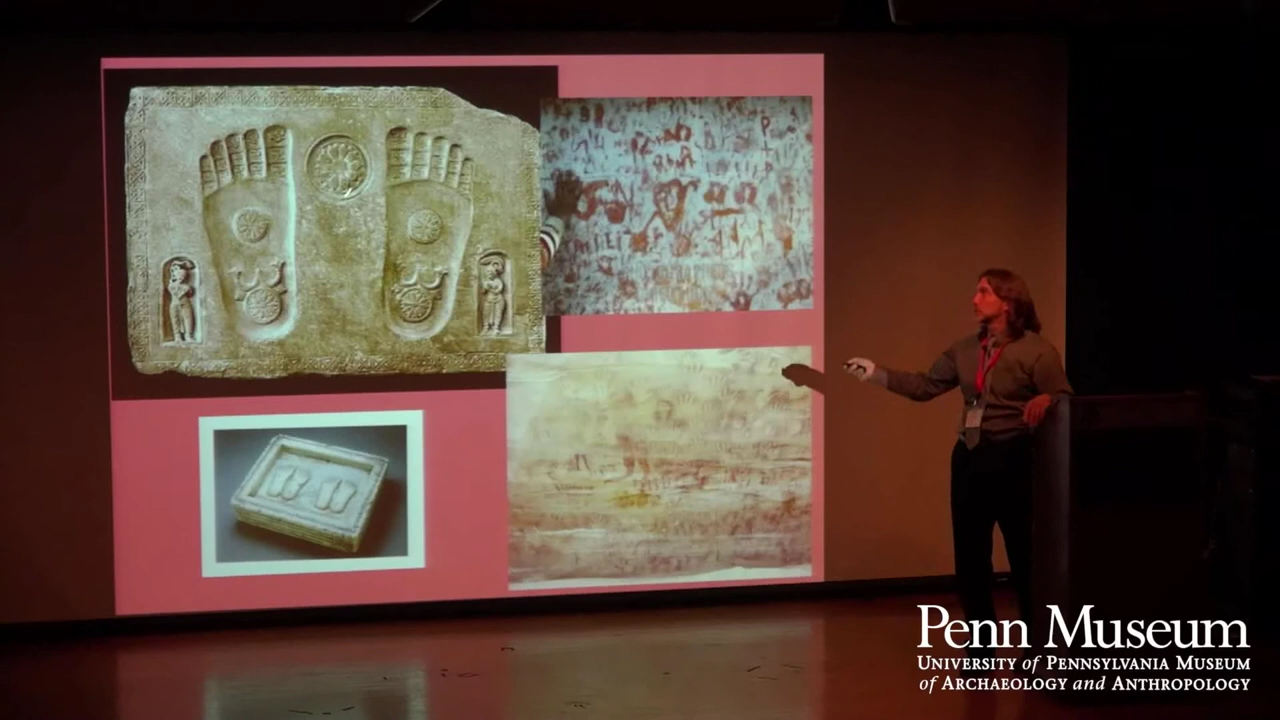 Penn Museum
UNIVERSITY of PENNSYLVANIA MUSEUM
of ARCHAEOLOGY and ANTHROPOLOGY